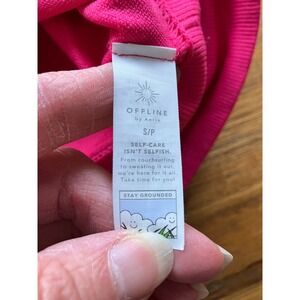 OFFLINE
by Aerie
S/P
SELF-CARE
ISN'T SELFISH.
From couchsurfing
to sweating it out,
we're here for it all.
Take time for you!
STAY GROUNDED